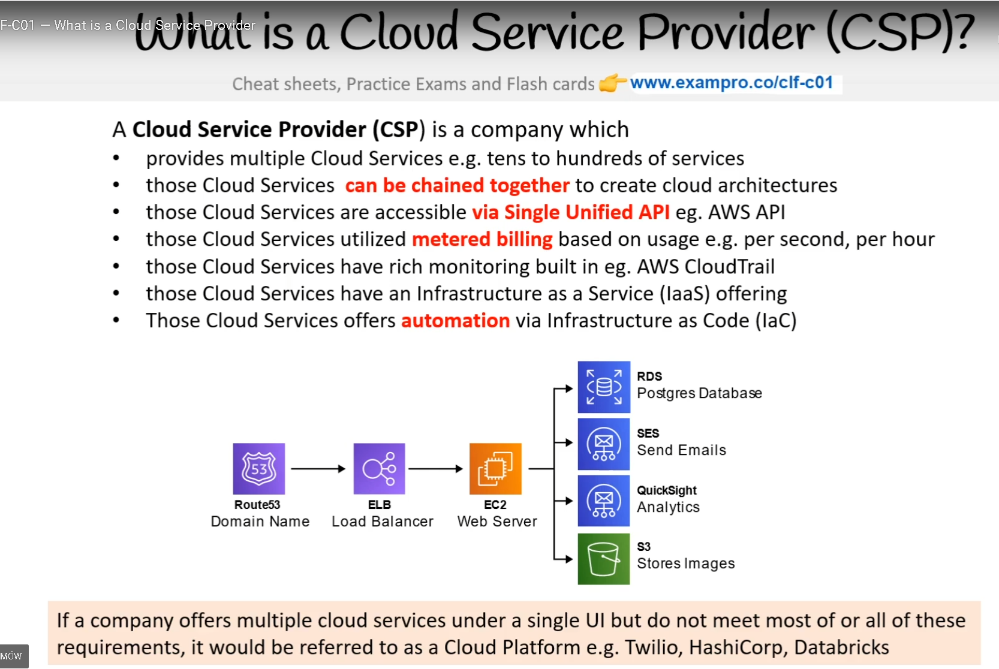 F-C01 — What is a Cloud Service Provider
What is a Cloud Service Provider (CSP)?
Cheat sheets, Practice Exams and Flash cards 👉 www.exampro.co/clf-c01
A Cloud Service Provider (CSP) is a company which
• provides multiple Cloud Services e.g. tens to hundreds of services
• those Cloud Services can be chained together to create cloud architectures
• those Cloud Services are accessible via Single Unified API eg. AWS API
• those Cloud Services utilized metered billing based on usage e.g. per second, per hour
• those Cloud Services have rich monitoring built in eg. AWS CloudTrail
• those Cloud Services have an Infrastructure as a Service (IaaS) offering
• Those Cloud Services offers automation via Infrastructure as Code (IaC)
53
Route53
Domain Name
ELB
Load Balancer
EC2
Web Server
RDS
Postgres Database
SES
Send Emails
QuickSight
Analytics
S3
Stores Images
If a company offers multiple cloud services under a single UI but do not meet most of or all of these
requirements, it would be referred to as a Cloud Platform e.g. Twilio, HashiCorp, Databricks
MÓW